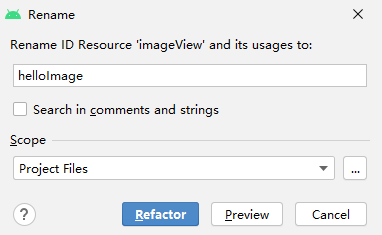 Rename
Rename ID Resource 'imageView' and its usages to:
helloImage
Search in comments and strings
Scope
Project Files
...
? Refactor Preview Cancel